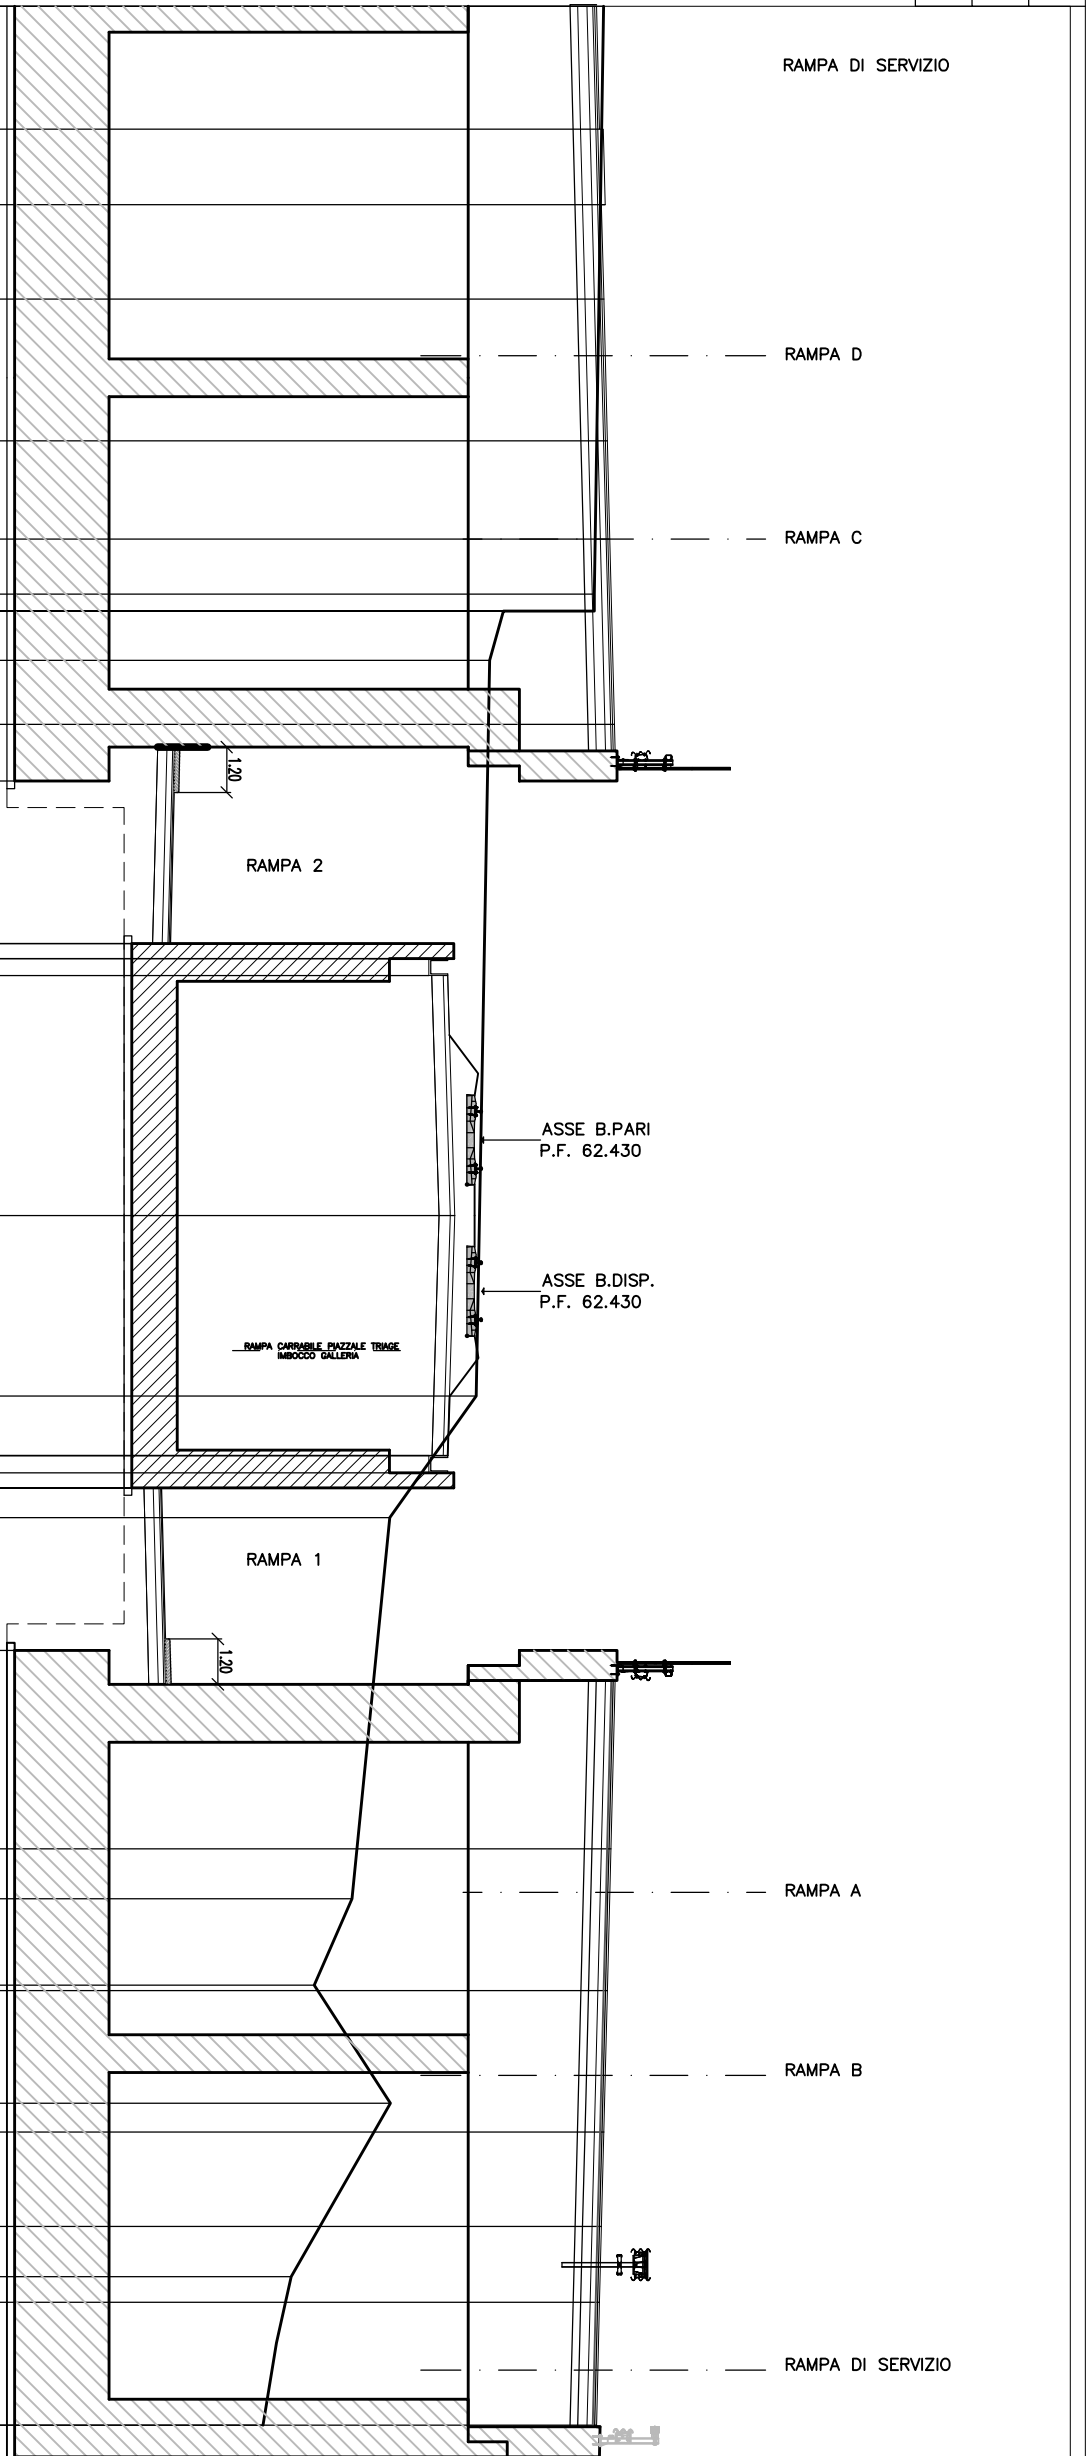 RAMPA DI SERVIZIO
RAMPA D
RAMPA C
1.20
RAMPA 2
ASSE B.PARI
P.F. 62.430
ASSE B.DISP.
P.F. 62.430
RAMPA CARRABILE PIAZZALE TRIAGE
IMBOCCO GALLERIA
RAMPA 1
1.20
RAMPA A
RAMPA B
RAMPA DI SERVIZIO